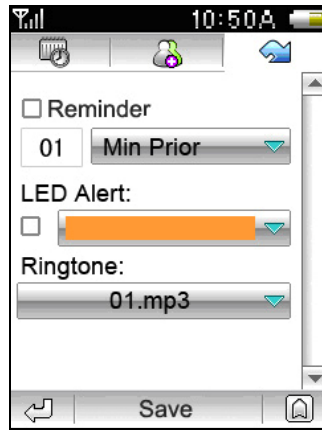 10:50A
Reminder
01 Min Prior
LED Alert:
Ringtone:
01.mp3
Save